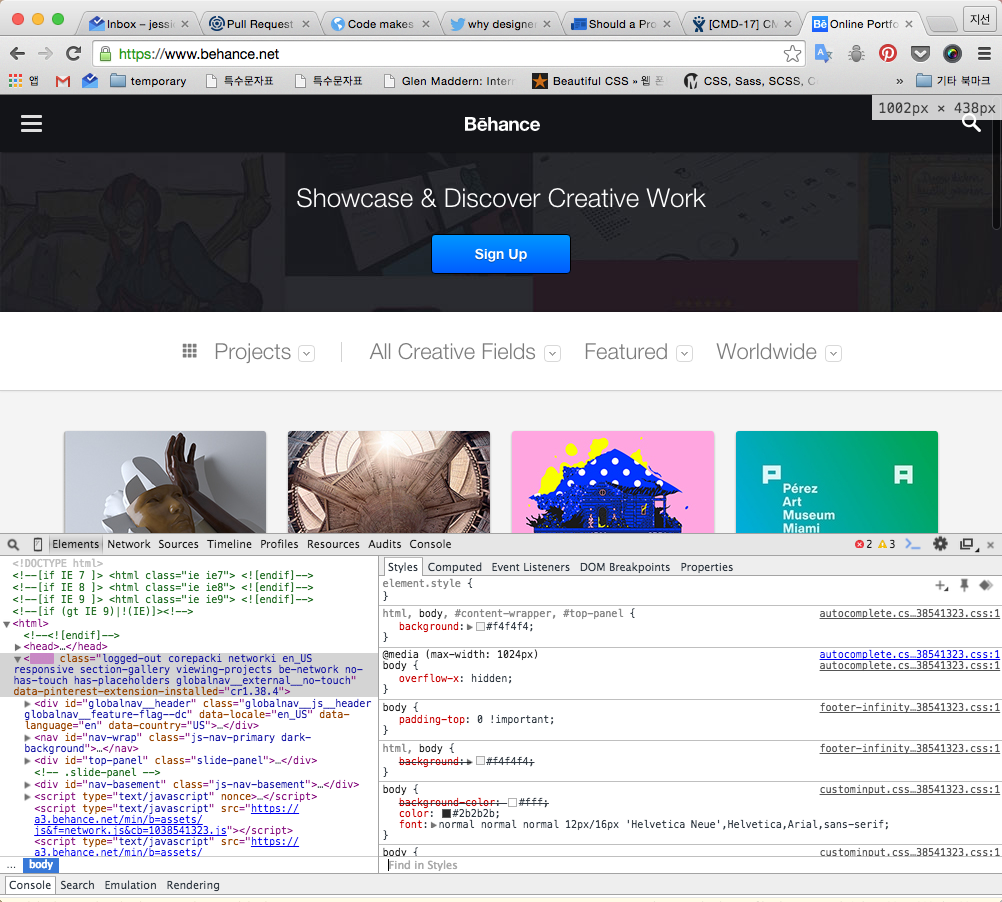 Inbox – jessi
Pull Request
Code makes
why designer
Should a Pro
[CMD-17] CM
Bē Online Portfo
지선
https://www.behance.net
앱
temporary
특수문자표
특수문자표
Glen Maddern: Inter
Beautiful CSS » 웹 폰
CSS, Sass, SCSS, C
»
기타 북마크
Bēhance
1002px × 438px
Showcase & Discover Creative Work
Sign Up
Projects
All Creative Fields
Featured
Worldwide
Pérez
Art
Museum
Miami
Elements Network Sources Timeline Profiles Resources Audits Console
2 3
<!DOCTYPE html>
<!--[if IE 7 ]> <html class="ie ie7"> <![endif]-->
<!--[if IE 8 ]> <html class="ie ie8"> <![endif]-->
<!--[if IE 9 ]> <html class="ie ie9"> <![endif]-->
<!--[if (gt IE 9)|!(IE)]><!-->
<html>
<!--<![endif]-->
<head>…</head>
< class="logged-out corepacki networki en_US
responsive section-gallery viewing-projects be-network no-
has-touch has-placeholders globalnav__external__no-touch"
data-pinterest-extension-installed="cr1.38.4">
<div id="globalnav__header" class="globalnav__js__header
globalnav__feature-flag--dc" data-locale="en_US" data-
language="en" data-country="US">…</div>
<nav id="nav-wrap" class="js-nav-primary dark-
background">…</nav>
<div id="top-panel" class="slide-panel">…</div>
<!-- .slide-panel -->
<div id="nav-basement" class="js-nav-basement">…</div>
<script type="text/javascript" nonce>…</script>
<script type="text/javascript" src="https://
a3.behance.net/min/b=assets/
js&f=network.js&cb=1038541323.js"></script>
<script type="text/javascript" src="https://
a3.behance.net/min/b=assets/
… body
Styles Computed Event Listeners DOM Breakpoints Properties
element.style {
}
html, body, #content-wrapper, #top-panel { autocomplete.cs…38541323.css:1
background: #f4f4f4;
}
@media (max-width: 1024px) autocomplete.cs…38541323.css:1
body { autocomplete.cs…38541323.css:1
overflow-x: hidden;
}
body { footer-infinity…38541323.css:1
padding-top: 0 !important;
}
html, body { footer-infinity…38541323.css:1
background: #f4f4f4;
}
body { custominput.css…38541323.css:1
background-color: #fff;
color: #2b2b2b;
font: normal normal normal 12px/16px 'Helvetica Neue',Helvetica,Arial,sans-serif;
}
body { custominput.css…38541323.css:1
Find in Styles
Console Search Emulation Rendering